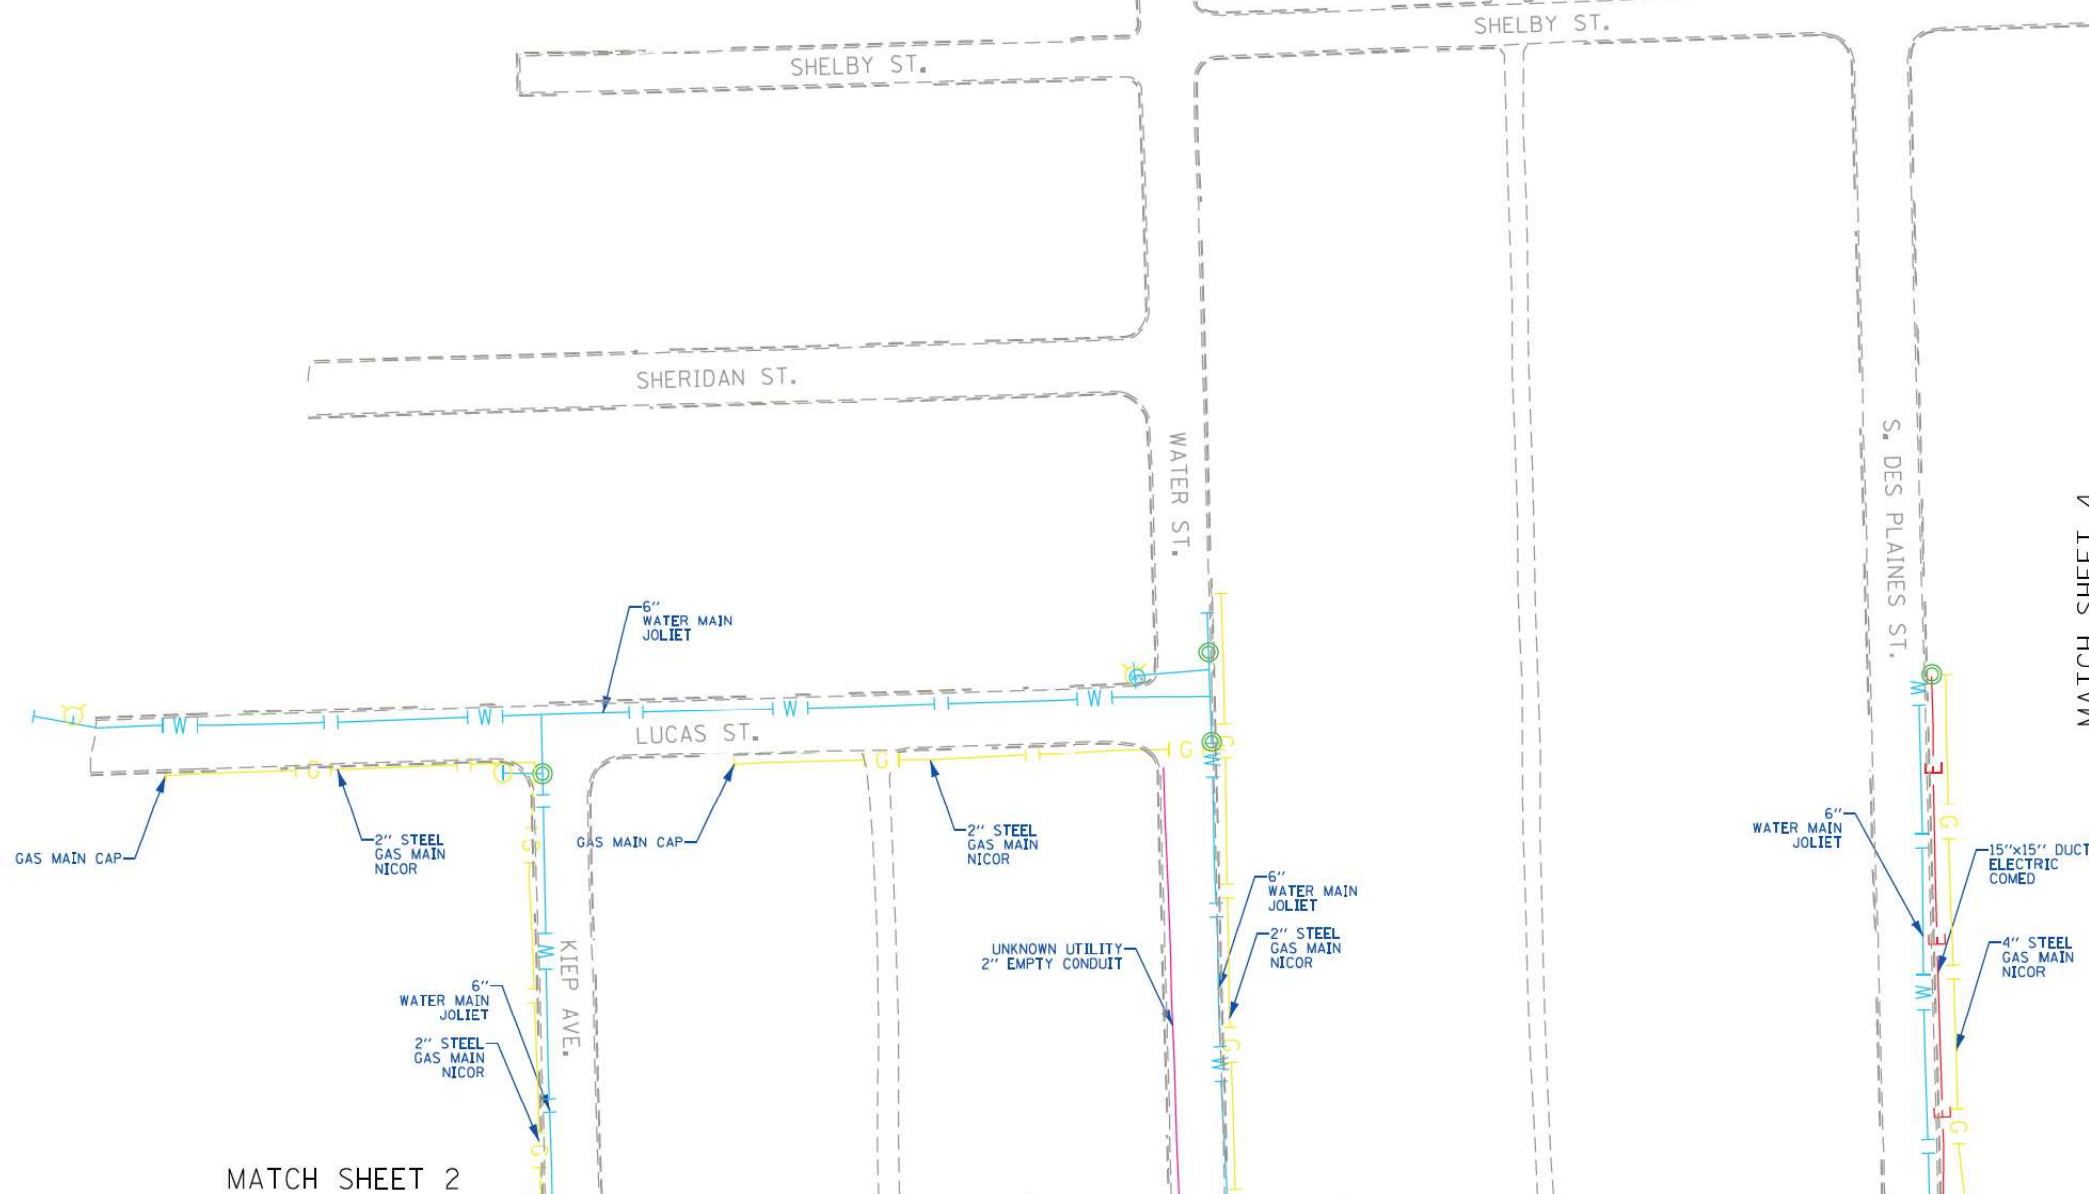 SHELBY ST.
SHELBY ST.
SHERIDAN ST.
WATER ST.
S. DES PLAINES ST.
MATCH SHEET 4
6"
WATER MAIN
JOLIET
W
W
W
W
LUCAS ST.
G
G
G
G
GAS MAIN CAP
2" STEEL
GAS MAIN
NICOR
GAS MAIN CAP
2" STEEL
GAS MAIN
NICOR
W
W
E
G
6"
WATER MAIN
JOLIET
15"x15" DUCT
ELECTRIC
COMED
G
6"
WATER MAIN
JOLIET
2" STEEL
GAS MAIN
NICOR
UNKNOWN UTILITY
2" EMPTY CONDUIT
E
4" STEEL
GAS MAIN
NICOR
W
KIEP AVE.
6"
WATER MAIN
JOLIET
2" STEEL
GAS MAIN
NICOR
W
G
W
E
G
G
MATCH SHEET 2